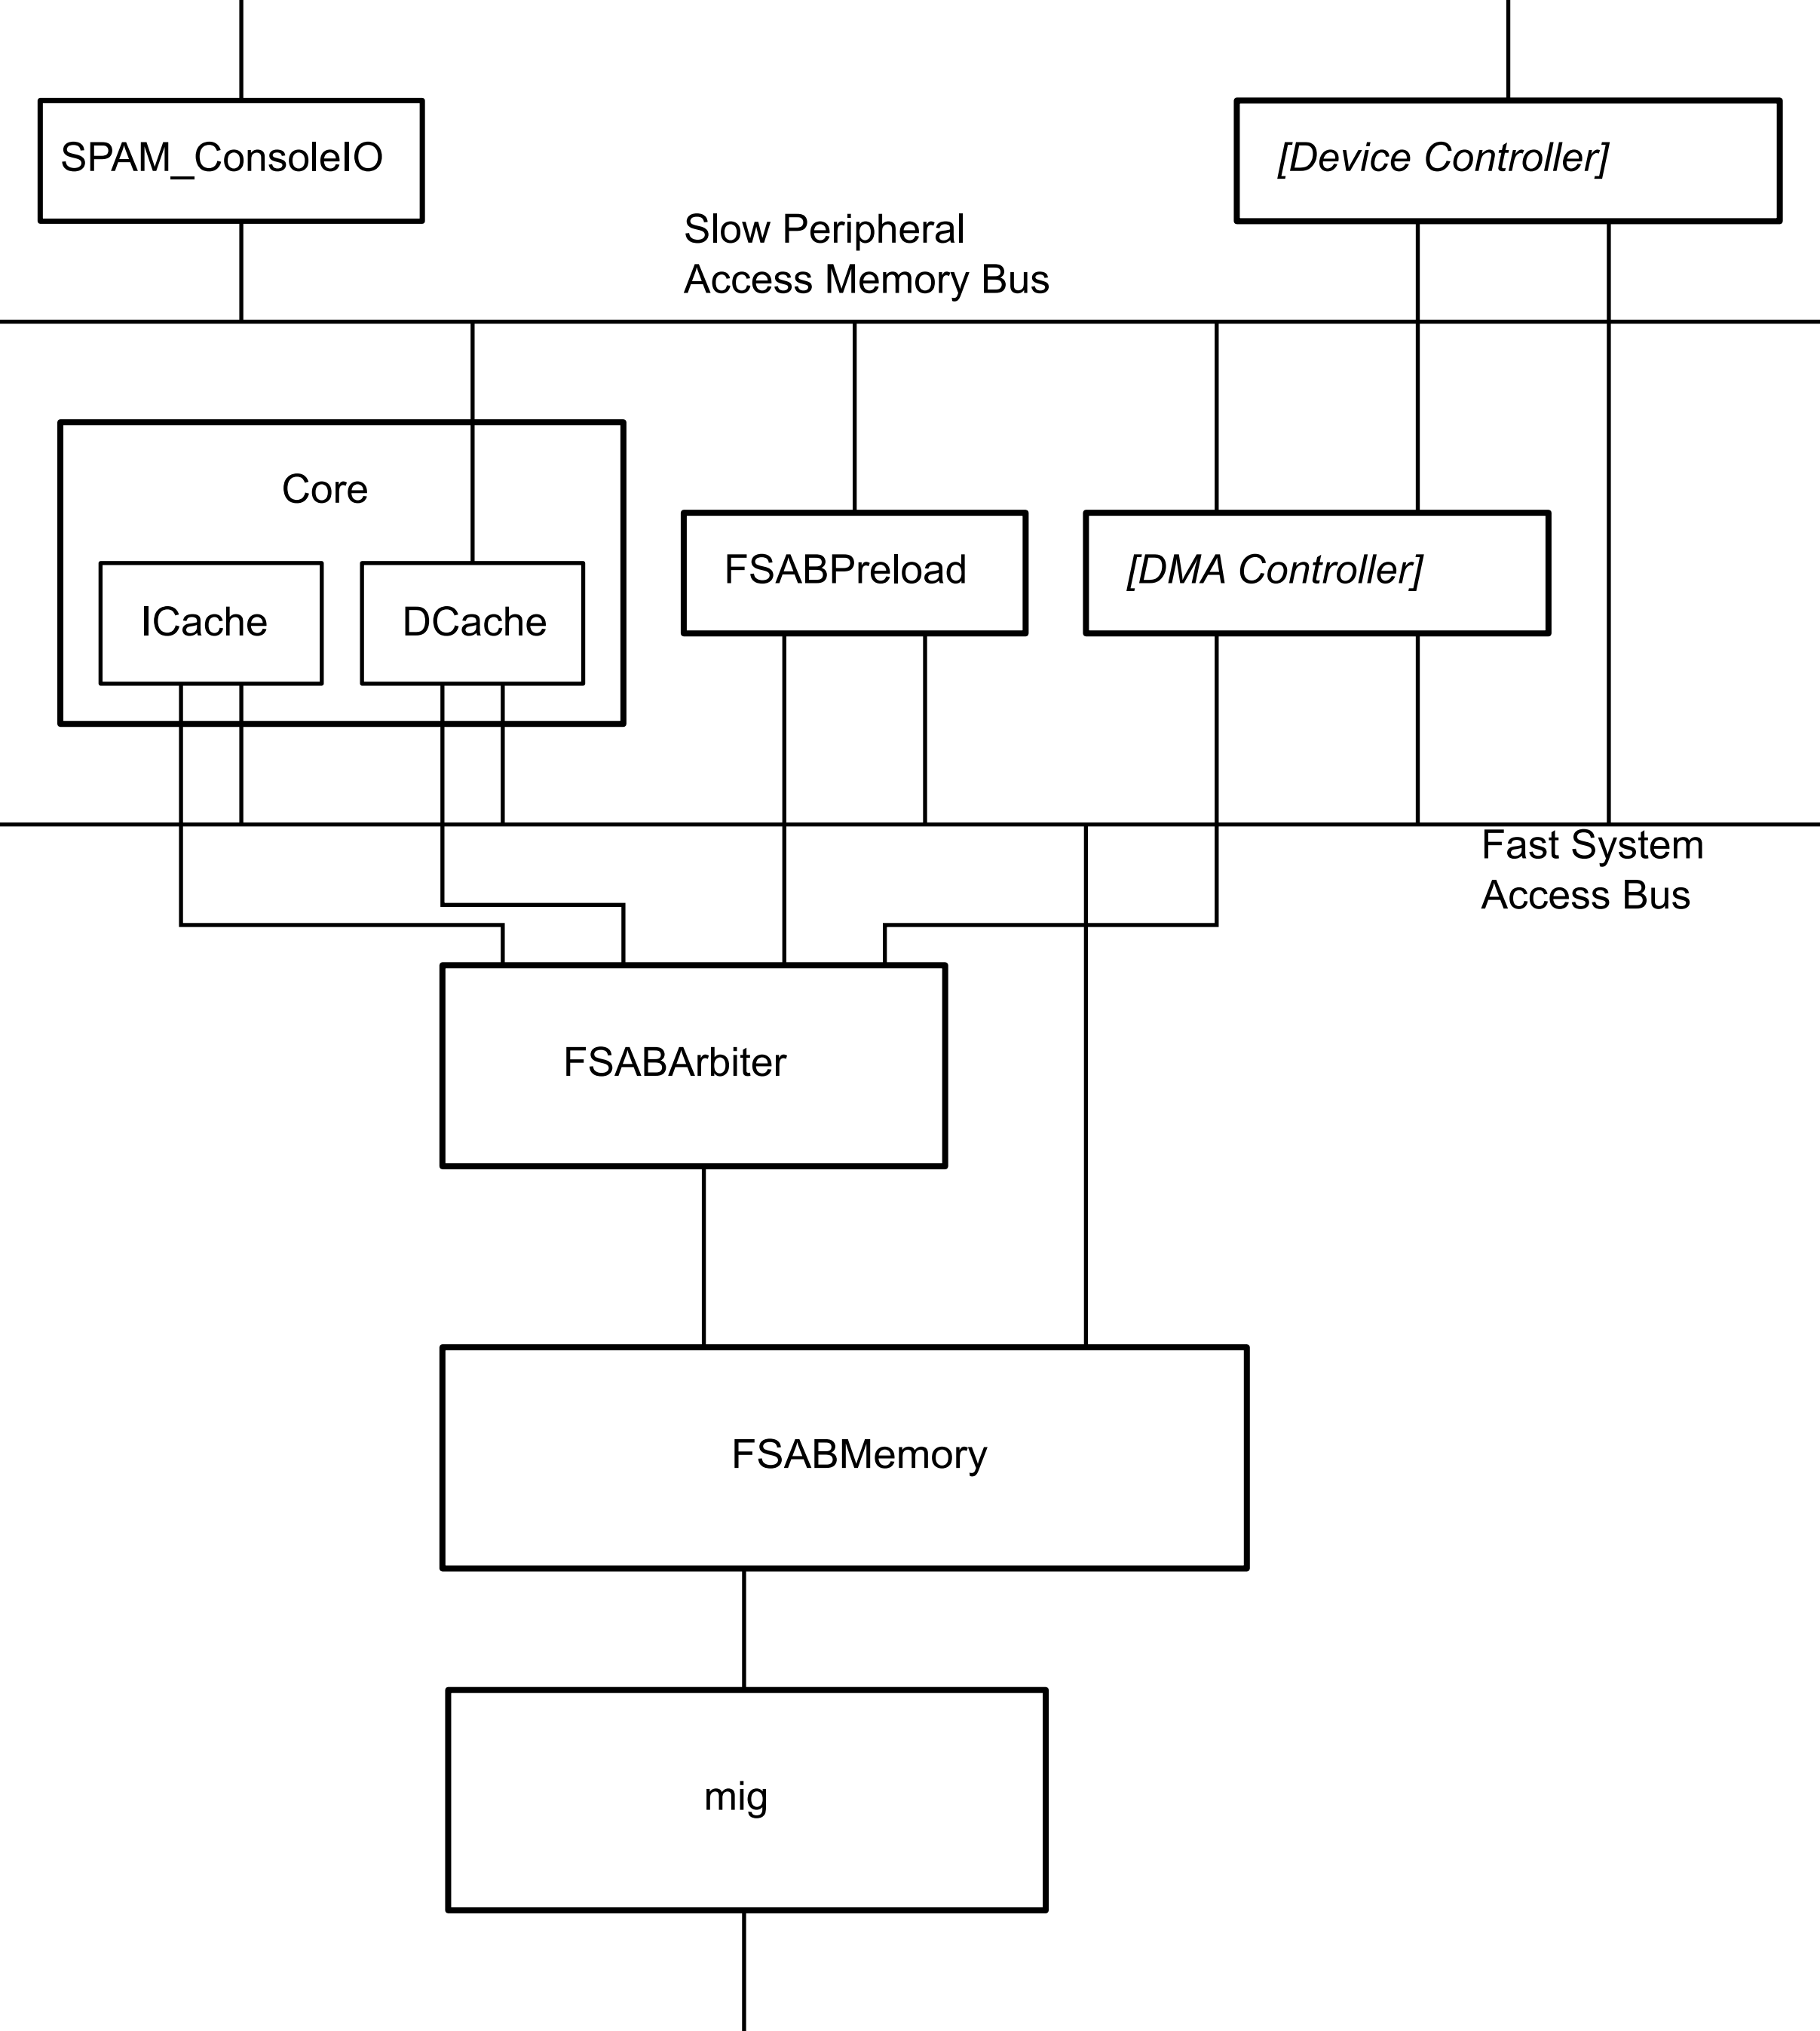 SPAM_ConsoleIO
[Device Controller]
Slow Peripheral
Access Memory Bus
Core
FSABPreload
[DMA Controller]
ICache
DCache
Fast System
Access Bus
FSABArbiter
FSABMemory
mig